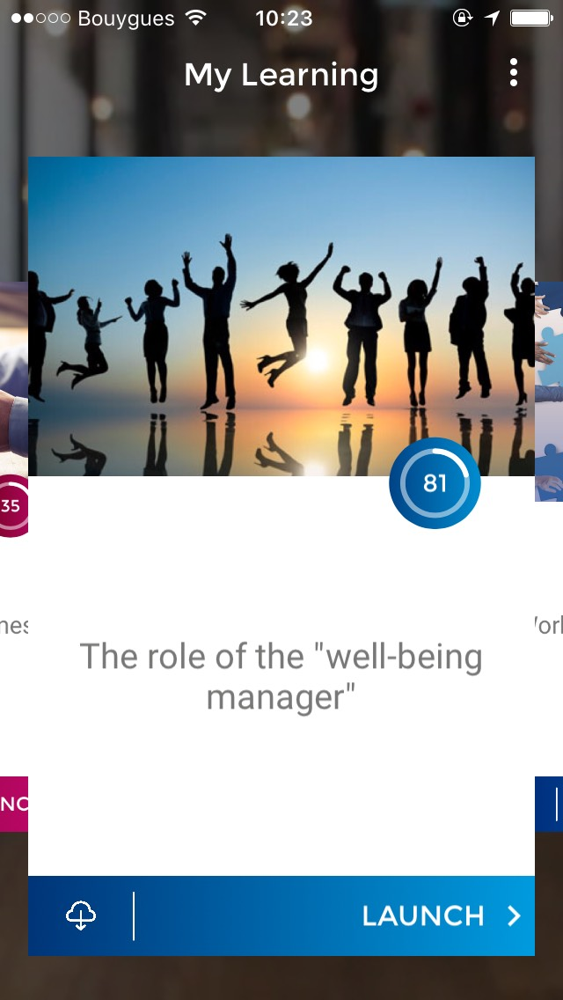 Bouygues 10:23
My Learning
81
35
The role of the "well-being
manager"
LAUNCH